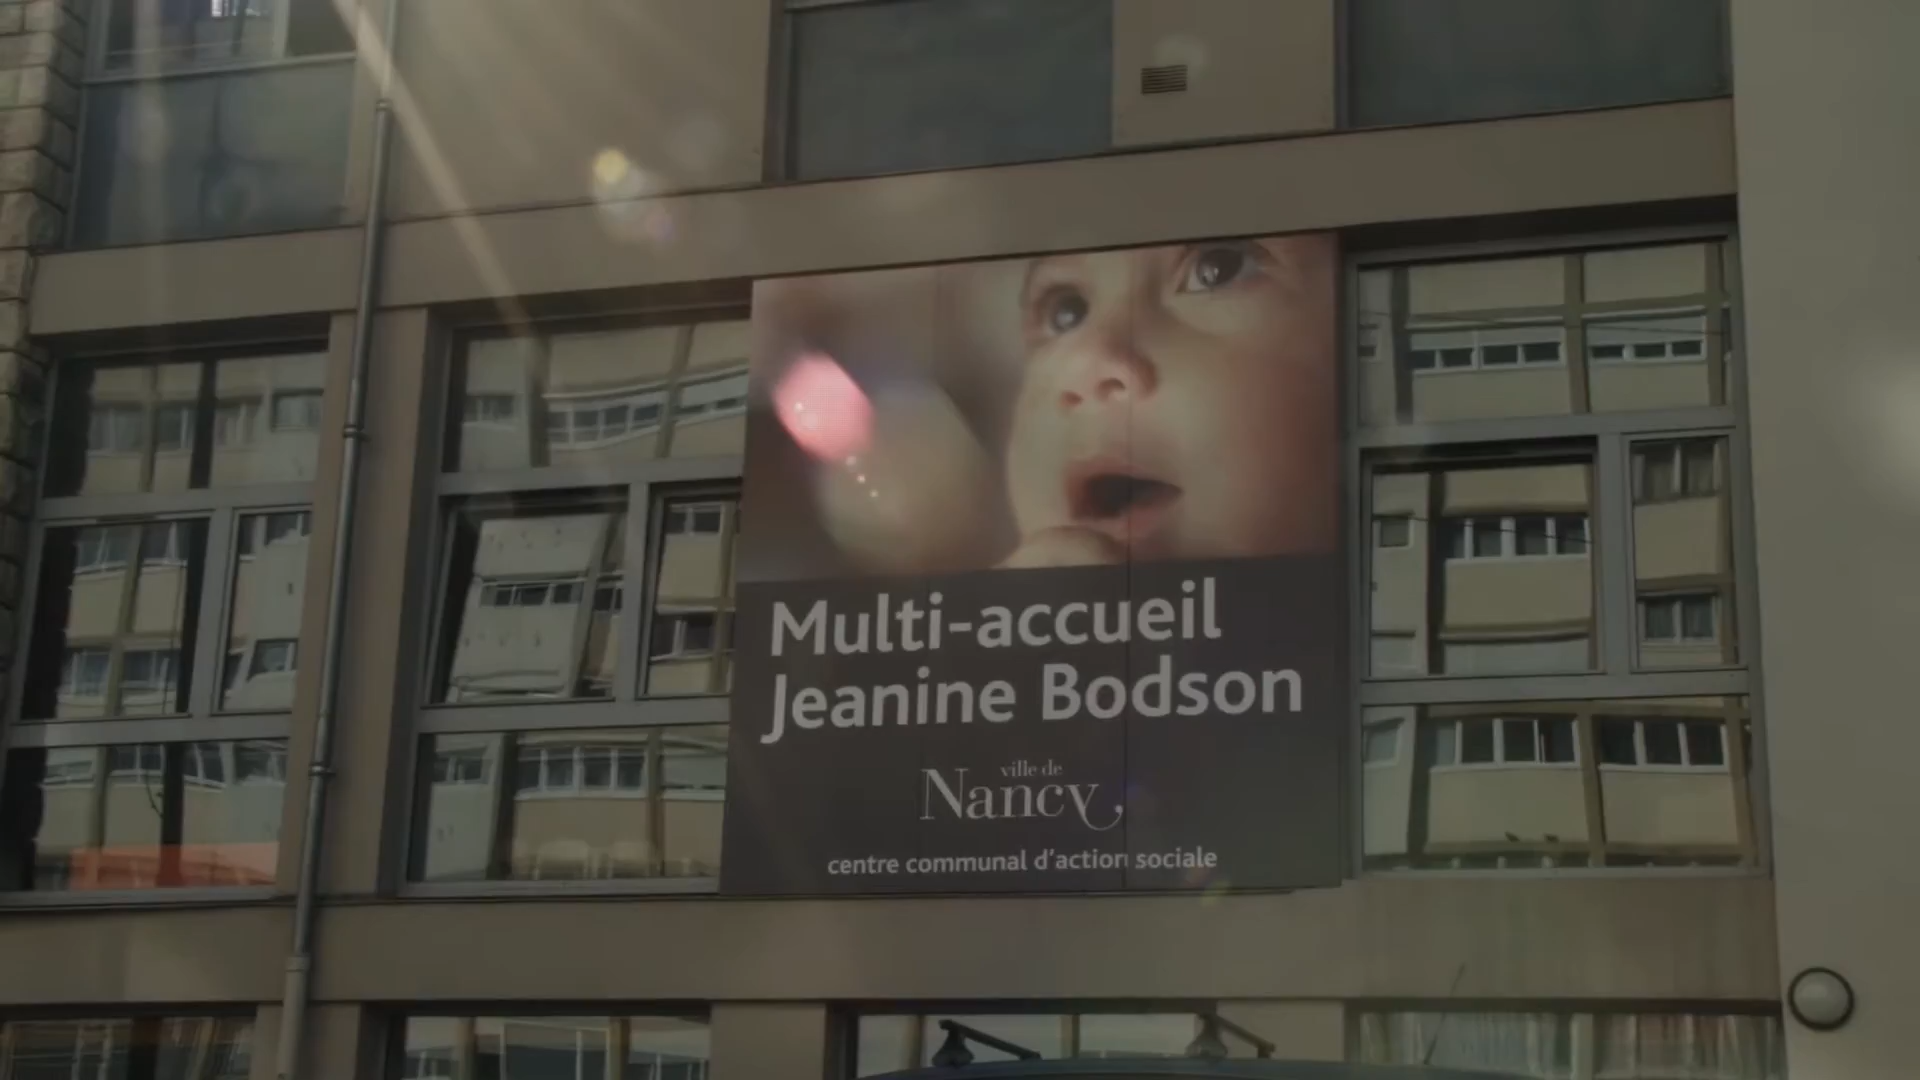 Multi-accueil
Jeanine Bodson
ville de
Nancy
centre communal d'action sociale